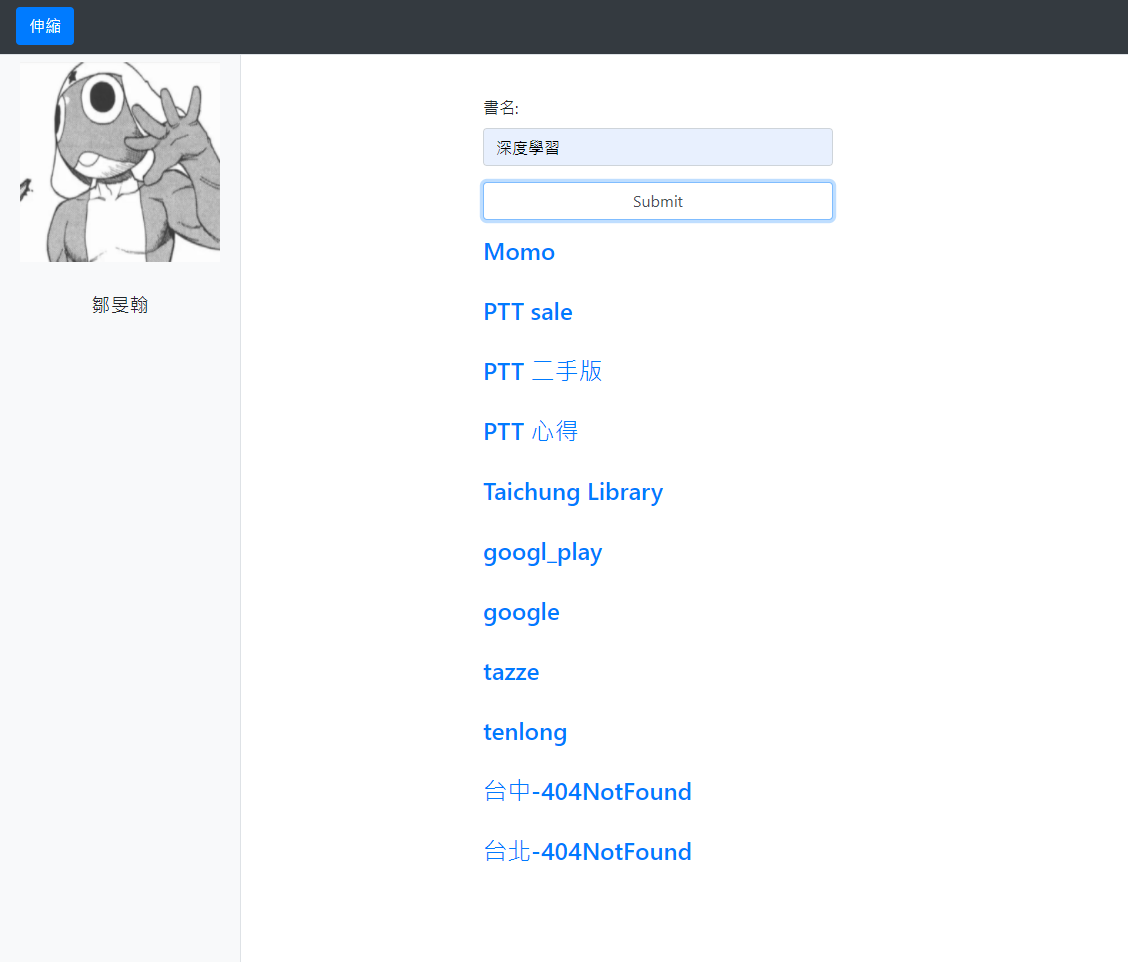 伸縮
鄒旻翰
書名:
深度學習
Submit
Momo
PTT sale
PTT 二手版
PTT 心得
Taichung Library
googl_play
google
tazze
tenlong
台中-404NotFound
台北-404NotFound